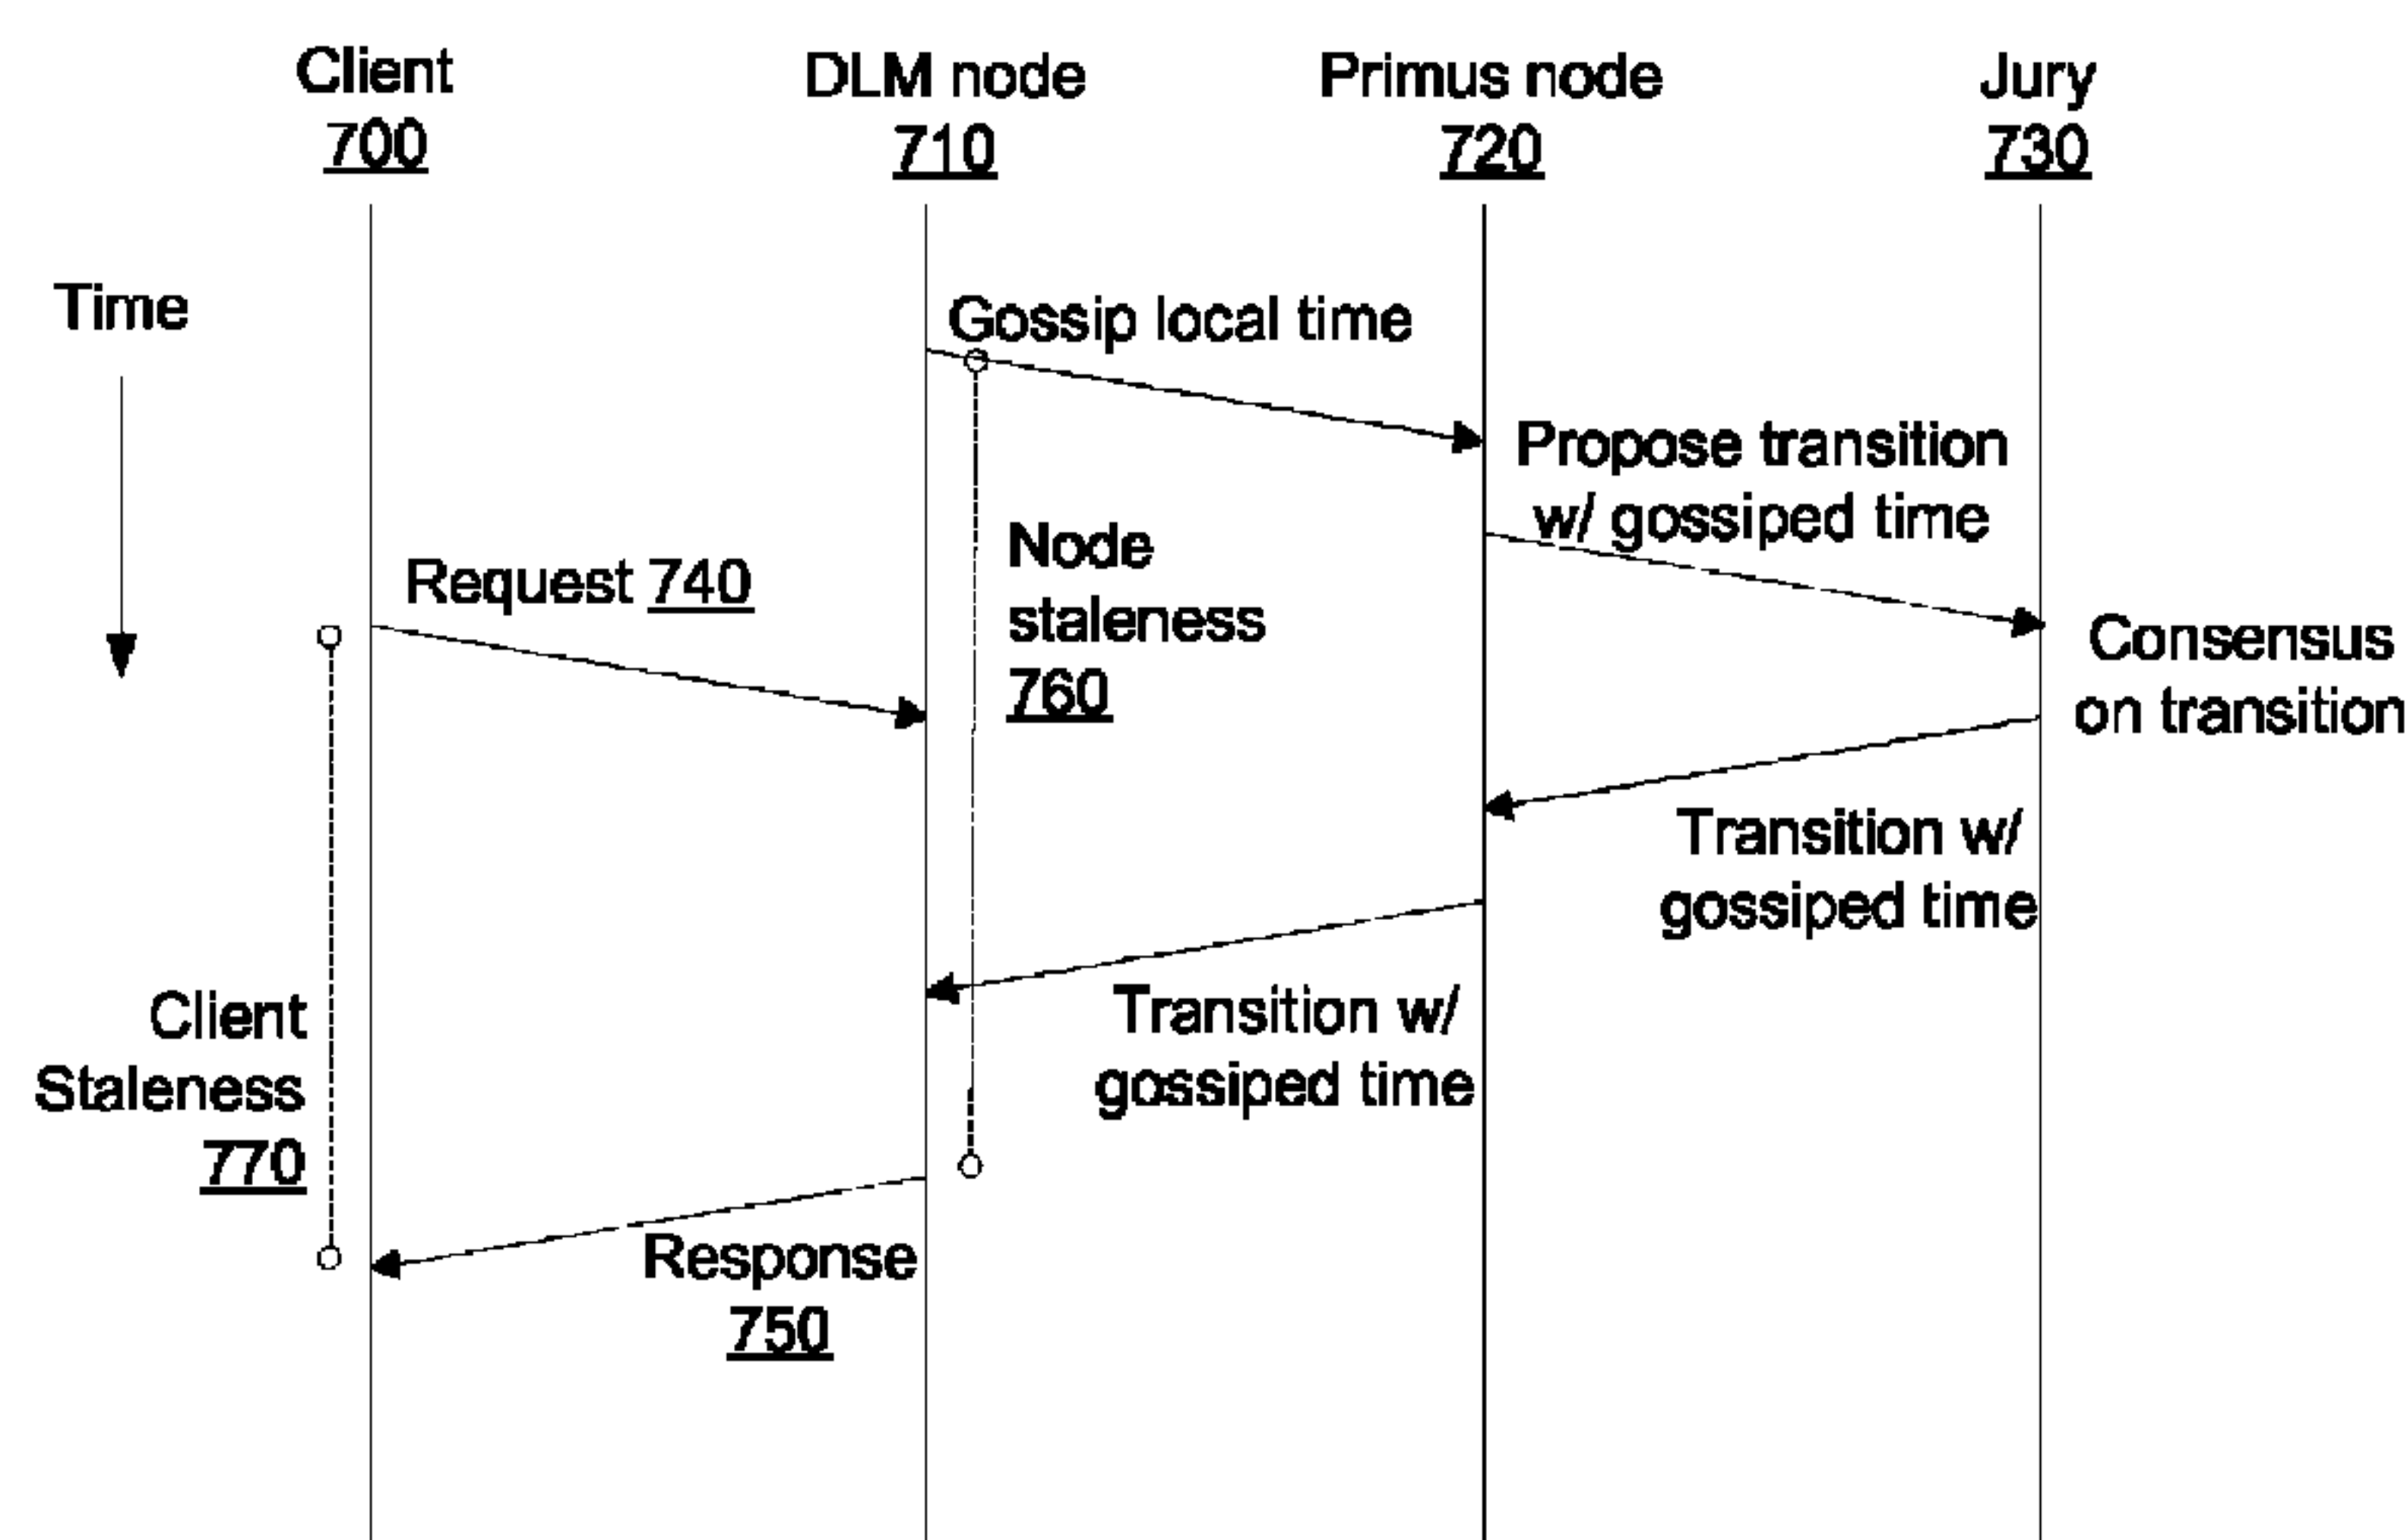 Client
700
DLM node
710
Primus node
720
Jury
730
Time
Gossip local time
Propose transition
w/ gossiped time
Node
staleness
760
Request 740
Consensus
on transition
Transition w/
gossiped time
Client
Staleness
770
Transition w/
gossiped time
Response
750